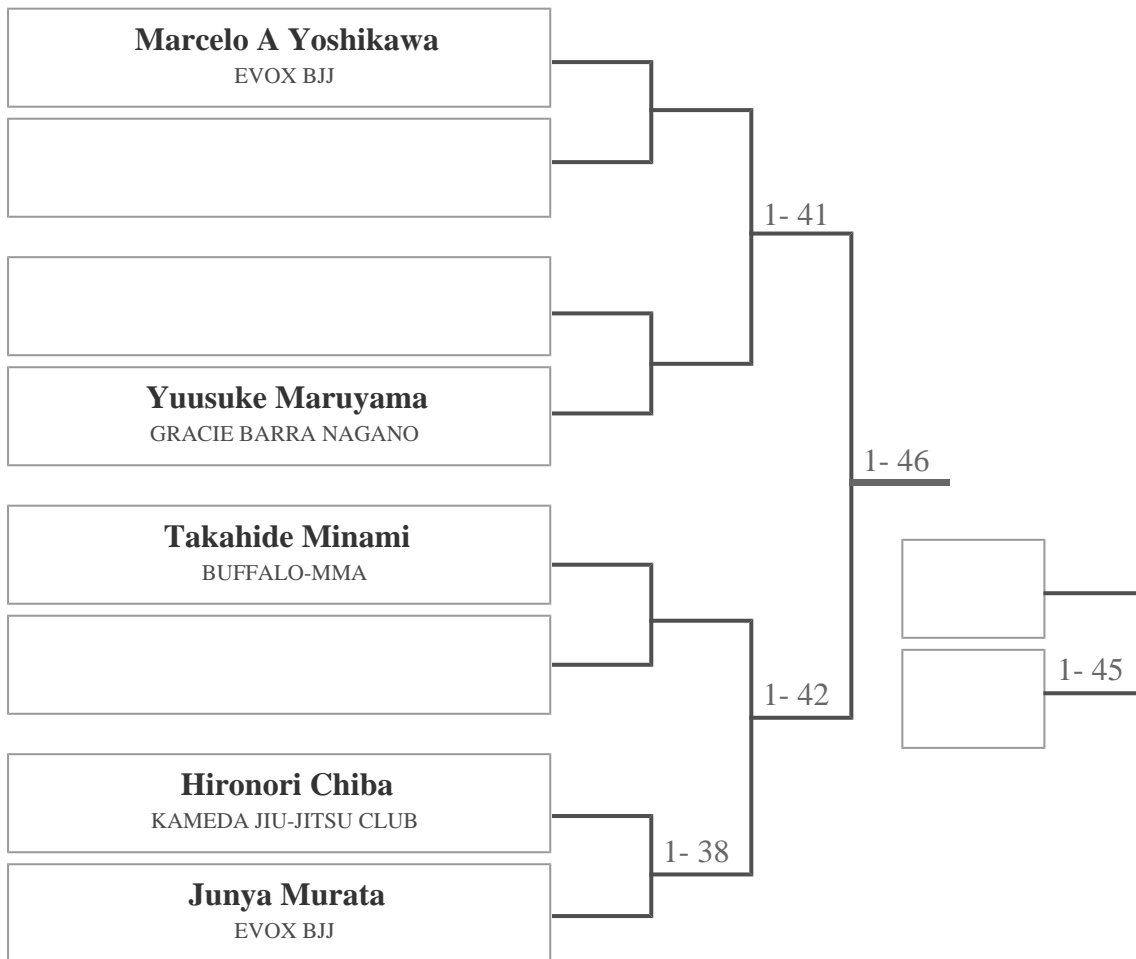 Marcelo A Yoshikawa
EVOX BJJ
1- 41
Yuusuke Maruyama
GRACIE BARRA NAGANO
1- 46
Takahide Minami
BUFFALO-MMA
1- 45
1- 42
Hironori Chiba
KAMEDA JIU-JITSU CLUB
1- 38
Junya Murata
EVOX BJJ